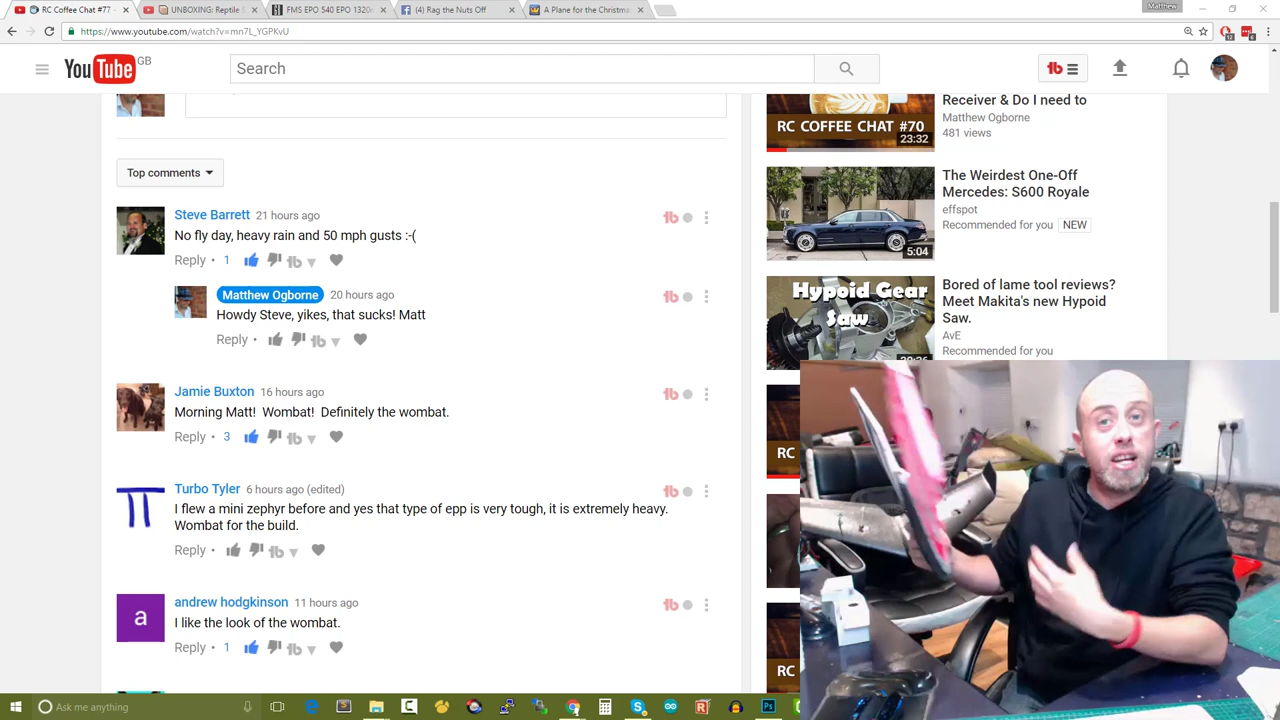 Matthew
RC Coffee Chat #77 -
UNBOXING: Reptile S
FMS EPO 540 EPO 1320
(4) Rag the Nuts Off
A Plane for the Christma
https://www.youtube.com/watch?v=mn7L_YGPKvU
12
6
YouTube GB
Search
tb
Receiver & Do I need to
Matthew Ogborne
481 views
RC COFFEE CHAT #70
23:32
Top comments
The Weirdest One-Off
Mercedes: S600 Royale
effspot
Recommended for you NEW
5:04
Steve Barrett 21 hours ago
No fly day, heavy rain and 50 mph gusts :-(
Reply · 1
Matthew Ogborne 20 hours ago
Howdy Steve, yikes, that sucks! Matt
Reply ·
Hypoid Gear
Saw
Bored of lame tool reviews?
Meet Makita's new Hypoid
Saw.
AvE
Recommended for you
Jamie Buxton 16 hours ago
Morning Matt! Wombat! Definitely the wombat.
Reply · 3
RC
Turbo Tyler 6 hours ago (edited)
I flew a mini zephyr before and yes that type of epp is very tough, it is extremely heavy.
Wombat for the build.
Reply ·
a
andrew hodgkinson 11 hours ago
I like the look of the wombat.
Reply · 1
RC
Ask me anything